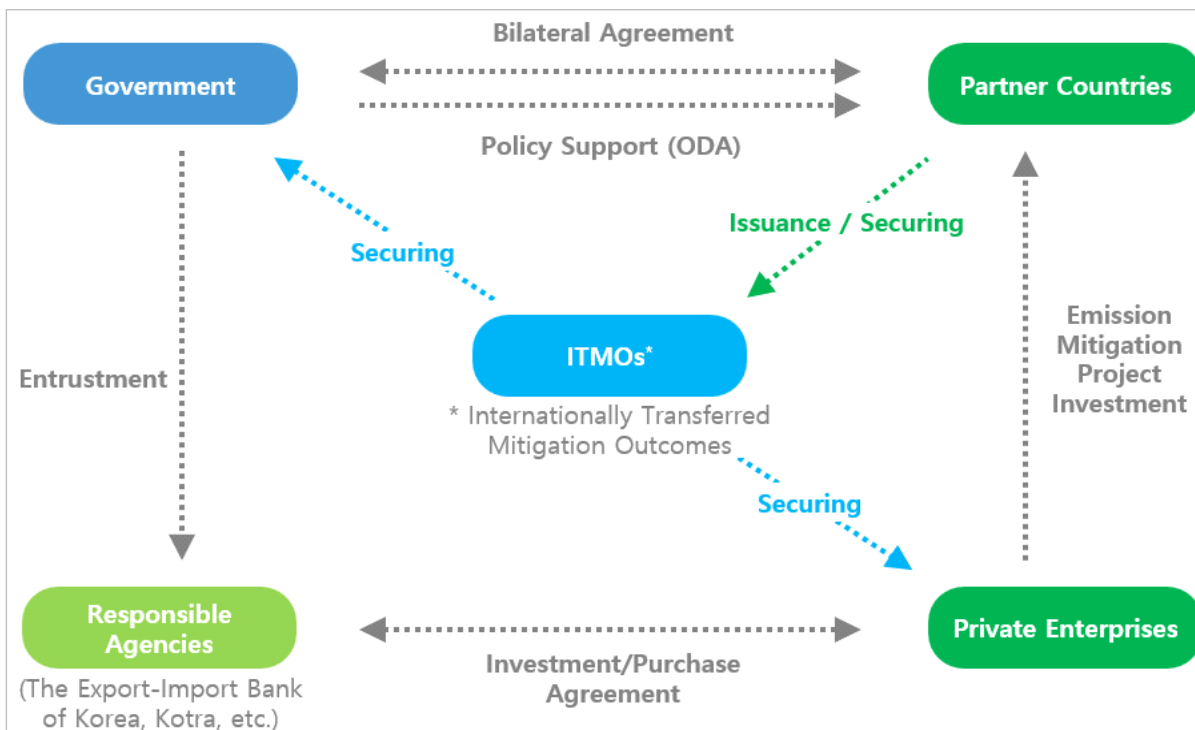 Bilateral Agreement
Government
Partner Countries
Policy Support (ODA)
Issuance / Securing
Securing
Emission
Mitigation
Project
Investment
ITMOs*
* Internationally Transferred
Mitigation Outcomes
Entrustment
Securing
Responsible
Agencies
Private Enterprises
Investment/Purchase
Agreement
(The Export-Import Bank
of Korea, Kotra, etc.)